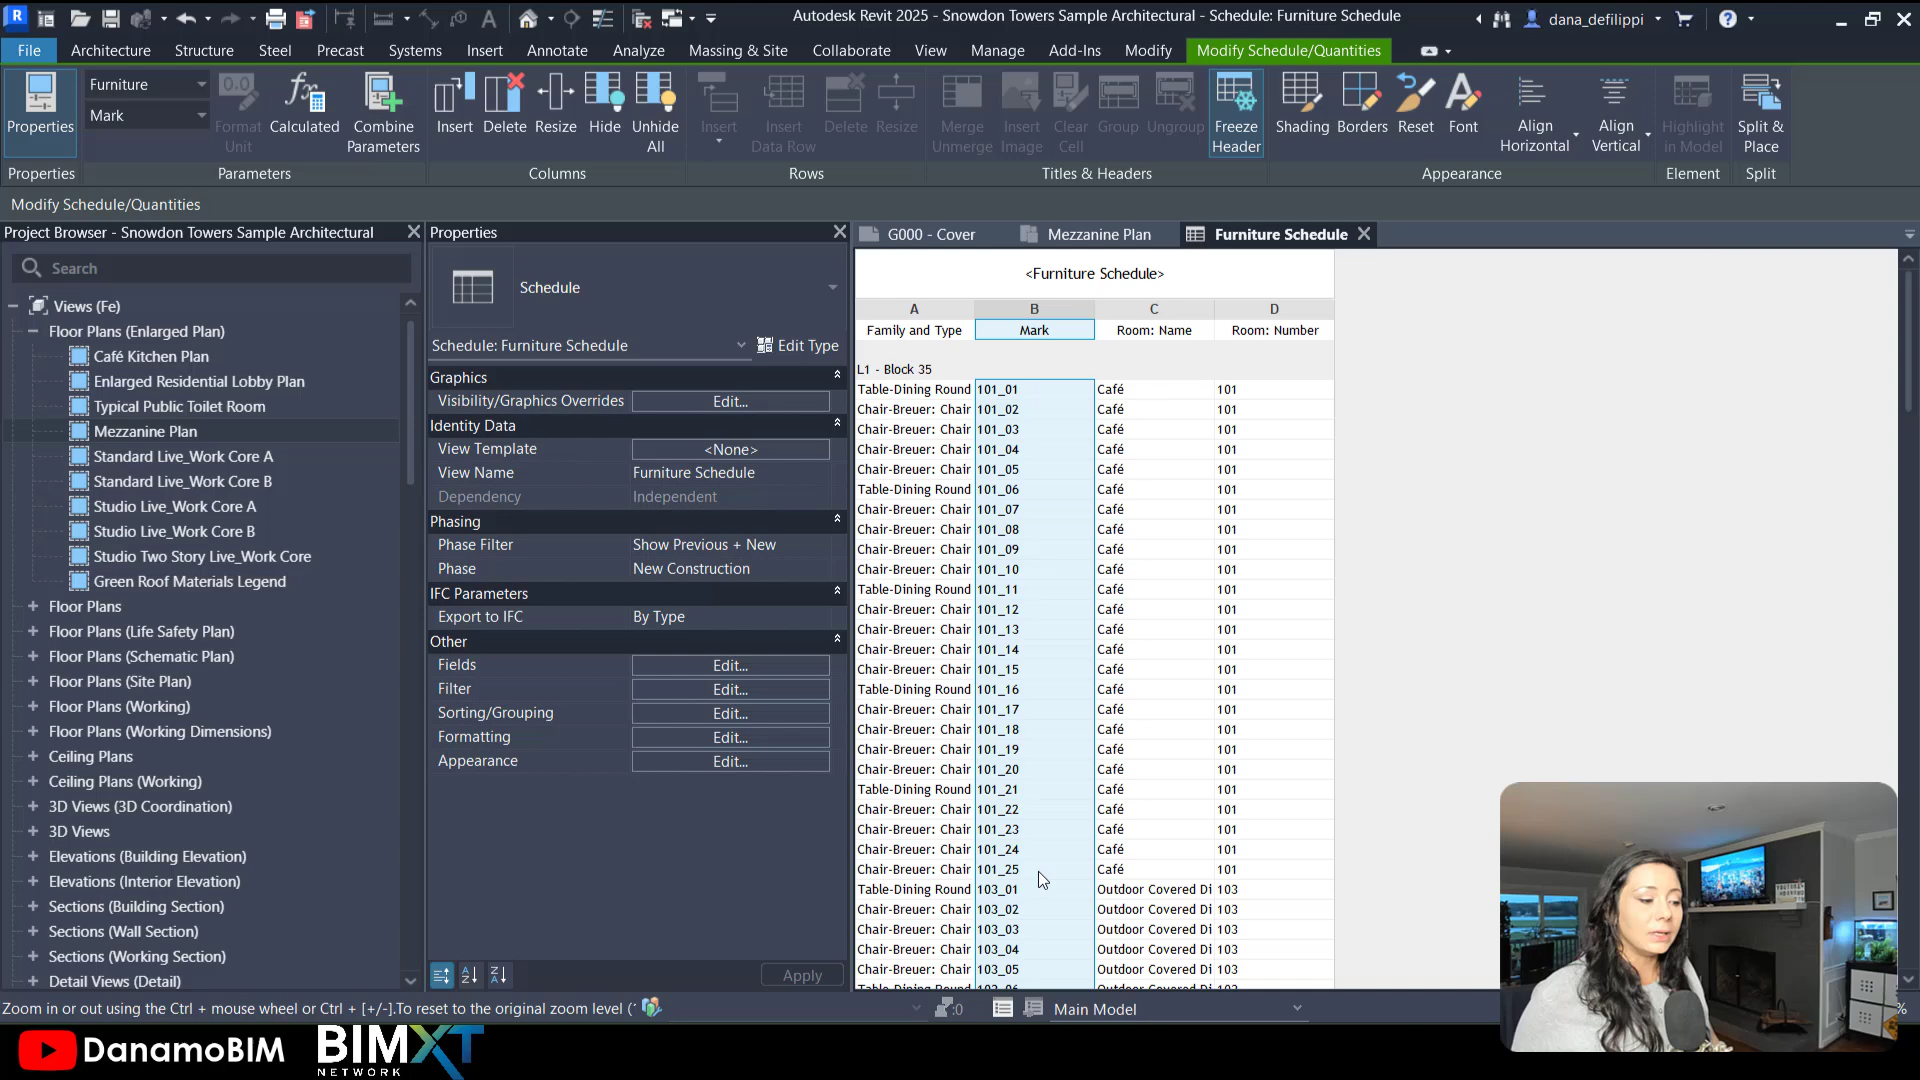 Autodesk Revit 2025 - Snowdon Towers Sample Architectural - Schedule: Furniture Schedule
dana_defilippi
File Architecture Structure Steel Precast Systems Insert Annotate Analyze Massing & Site Collaborate View Manage Add-Ins Modify Modify Schedule/Quantities
Furniture
Mark
Properties
Format Unit
Calculated
Combine Parameters
Insert Delete Resize Hide Unhide All
Insert
Insert Data Row
Delete Resize
Merge Unmerge
Insert Image
Clear Cell
Group Ungroup
Freeze Header
Shading Borders Reset Font
Align Horizontal
Align Vertical
Highlight in Model
Split & Place
Properties Parameters Columns Rows Titles & Headers Appearance Element Split
Modify Schedule/Quantities
Project Browser - Snowdon Towers Sample Architectural
Search
Views (Fe)
Floor Plans (Enlarged Plan)
Café Kitchen Plan
Enlarged Residential Lobby Plan
Typical Public Toilet Room
Mezzanine Plan
Standard Live_Work Core A
Standard Live_Work Core B
Studio Live_Work Core A
Studio Live_Work Core B
Studio Two Story Live_Work Core
Green Roof Materials Legend
Floor Plans
Floor Plans (Life Safety Plan)
Floor Plans (Schematic Plan)
Floor Plans (Site Plan)
Floor Plans (Working)
Floor Plans (Working Dimensions)
Ceiling Plans
Ceiling Plans (Working)
3D Views (3D Coordination)
3D Views
Elevations (Building Elevation)
Elevations (Interior Elevation)
Sections (Building Section)
Sections (Wall Section)
Sections (Working Section)
Detail Views (Detail)
Properties
Schedule
Schedule: Furniture Schedule Edit Type
Graphics
Visibility/Graphics Overrides Edit...
Identity Data
View Template <None>
View Name Furniture Schedule
Dependency Independent
Phasing
Phase Filter Show Previous + New
Phase New Construction
IFC Parameters
Export to IFC By Type
Other
Fields Edit...
Filter Edit...
Sorting/Grouping Edit...
Formatting Edit...
Appearance Edit...
Apply
G000 - Cover Mezzanine Plan Furniture Schedule
<Furniture Schedule>
A B C D
Family and Type Mark Room: Name Room: Number
L1 - Block 35
Table-Dining Round 101_01 Café 101
Chair-Breuer: Chair 101_02 Café 101
Chair-Breuer: Chair 101_03 Café 101
Chair-Breuer: Chair 101_04 Café 101
Chair-Breuer: Chair 101_05 Café 101
Table-Dining Round 101_06 Café 101
Chair-Breuer: Chair 101_07 Café 101
Chair-Breuer: Chair 101_08 Café 101
Chair-Breuer: Chair 101_09 Café 101
Chair-Breuer: Chair 101_10 Café 101
Table-Dining Round 101_11 Café 101
Chair-Breuer: Chair 101_12 Café 101
Chair-Breuer: Chair 101_13 Café 101
Chair-Breuer: Chair 101_14 Café 101
Chair-Breuer: Chair 101_15 Café 101
Table-Dining Round 101_16 Café 101
Chair-Breuer: Chair 101_17 Café 101
Chair-Breuer: Chair 101_18 Café 101
Chair-Breuer: Chair 101_19 Café 101
Chair-Breuer: Chair 101_20 Café 101
Table-Dining Round 101_21 Café 101
Chair-Breuer: Chair 101_22 Café 101
Chair-Breuer: Chair 101_23 Café 101
Chair-Breuer: Chair 101_24 Café 101
Chair-Breuer: Chair 101_25 Café 101
Table-Dining Round 103_01 Outdoor Covered Di 103
Chair-Breuer: Chair 103_02 Outdoor Covered Di 103
Chair-Breuer: Chair 103_03 Outdoor Covered Di 103
Chair-Breuer: Chair 103_04 Outdoor Covered Di 103
Chair-Breuer: Chair 103_05 Outdoor Covered Di 103
Zoom in or out using the Ctrl + mouse wheel or Ctrl + [+/-].To reset to the original zoom level (
:0
Main Model
%
DanamoBIM
BIMXT
NETWORK